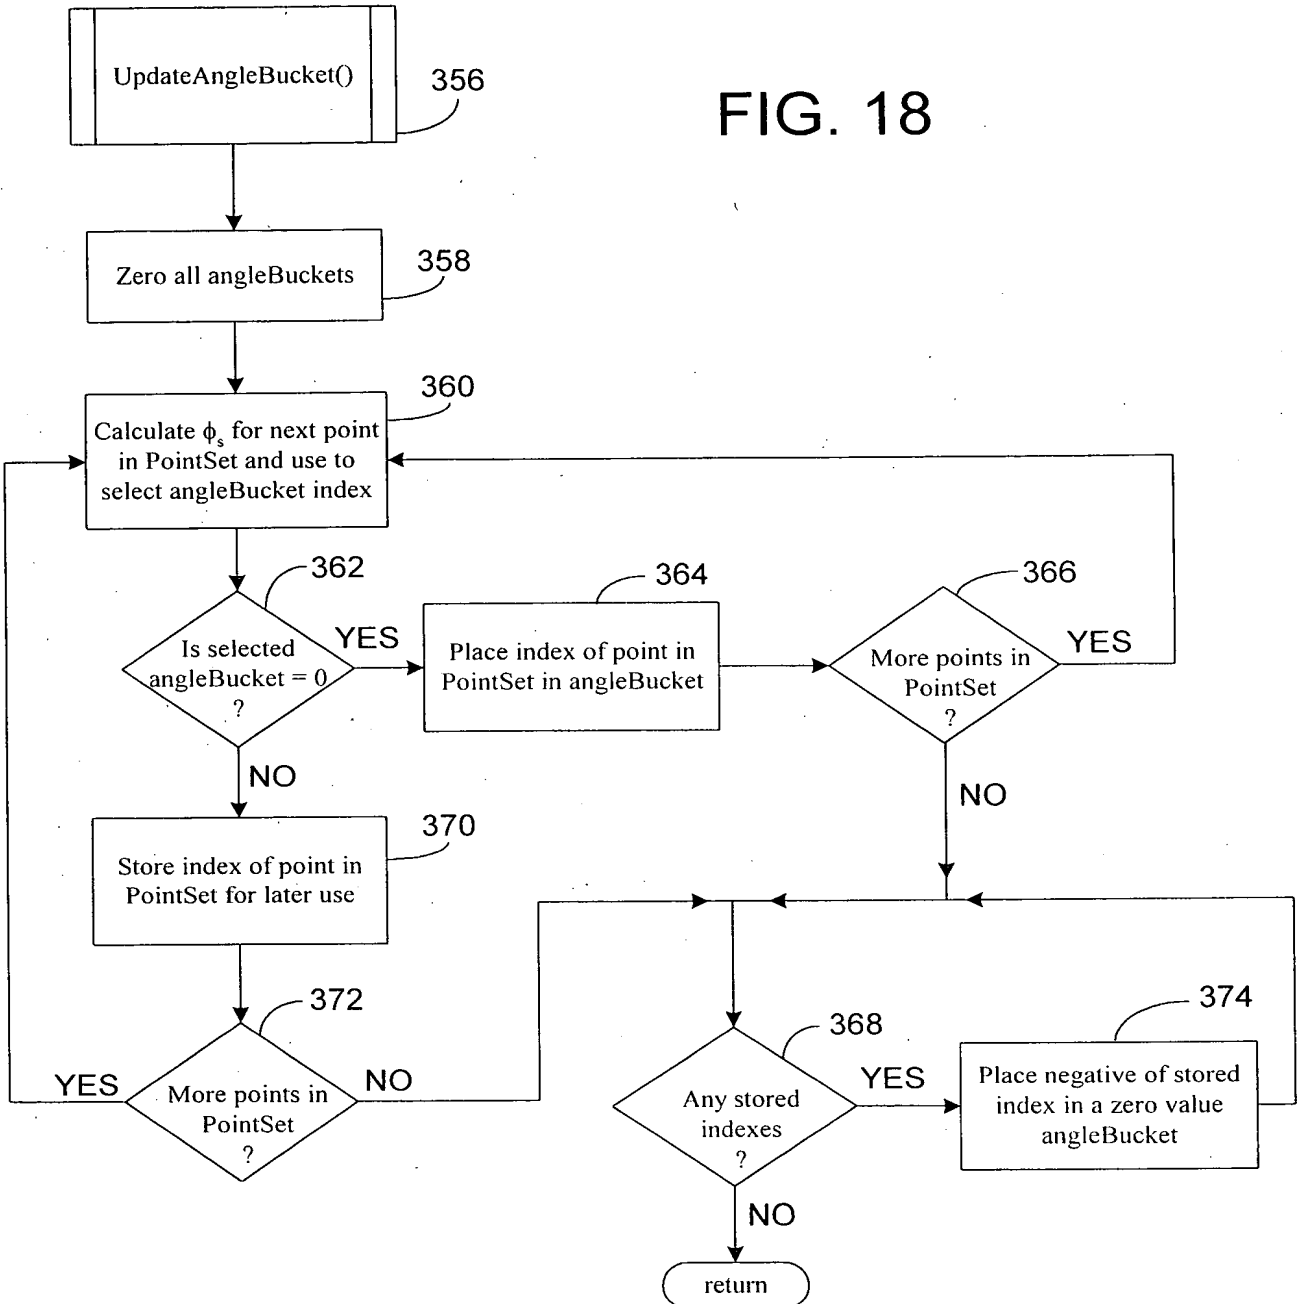 UpdateAngleBucket()
356
FIG. 18
Zero all angleBuckets
358
360
Calculate ϕs for next point
in PointSet and use to
select angleBucket index
362
Is selected
angleBucket = 0
?
YES
364
Place index of point in
PointSet in angleBucket
366
More points in
PointSet
?
YES
NO
NO
370
Store index of point in
PointSet for later use
372
More points in
PointSet
?
YES
NO
368
Any stored
indexes
?
YES
374
Place negative of stored
index in a zero value
angleBucket
NO
return